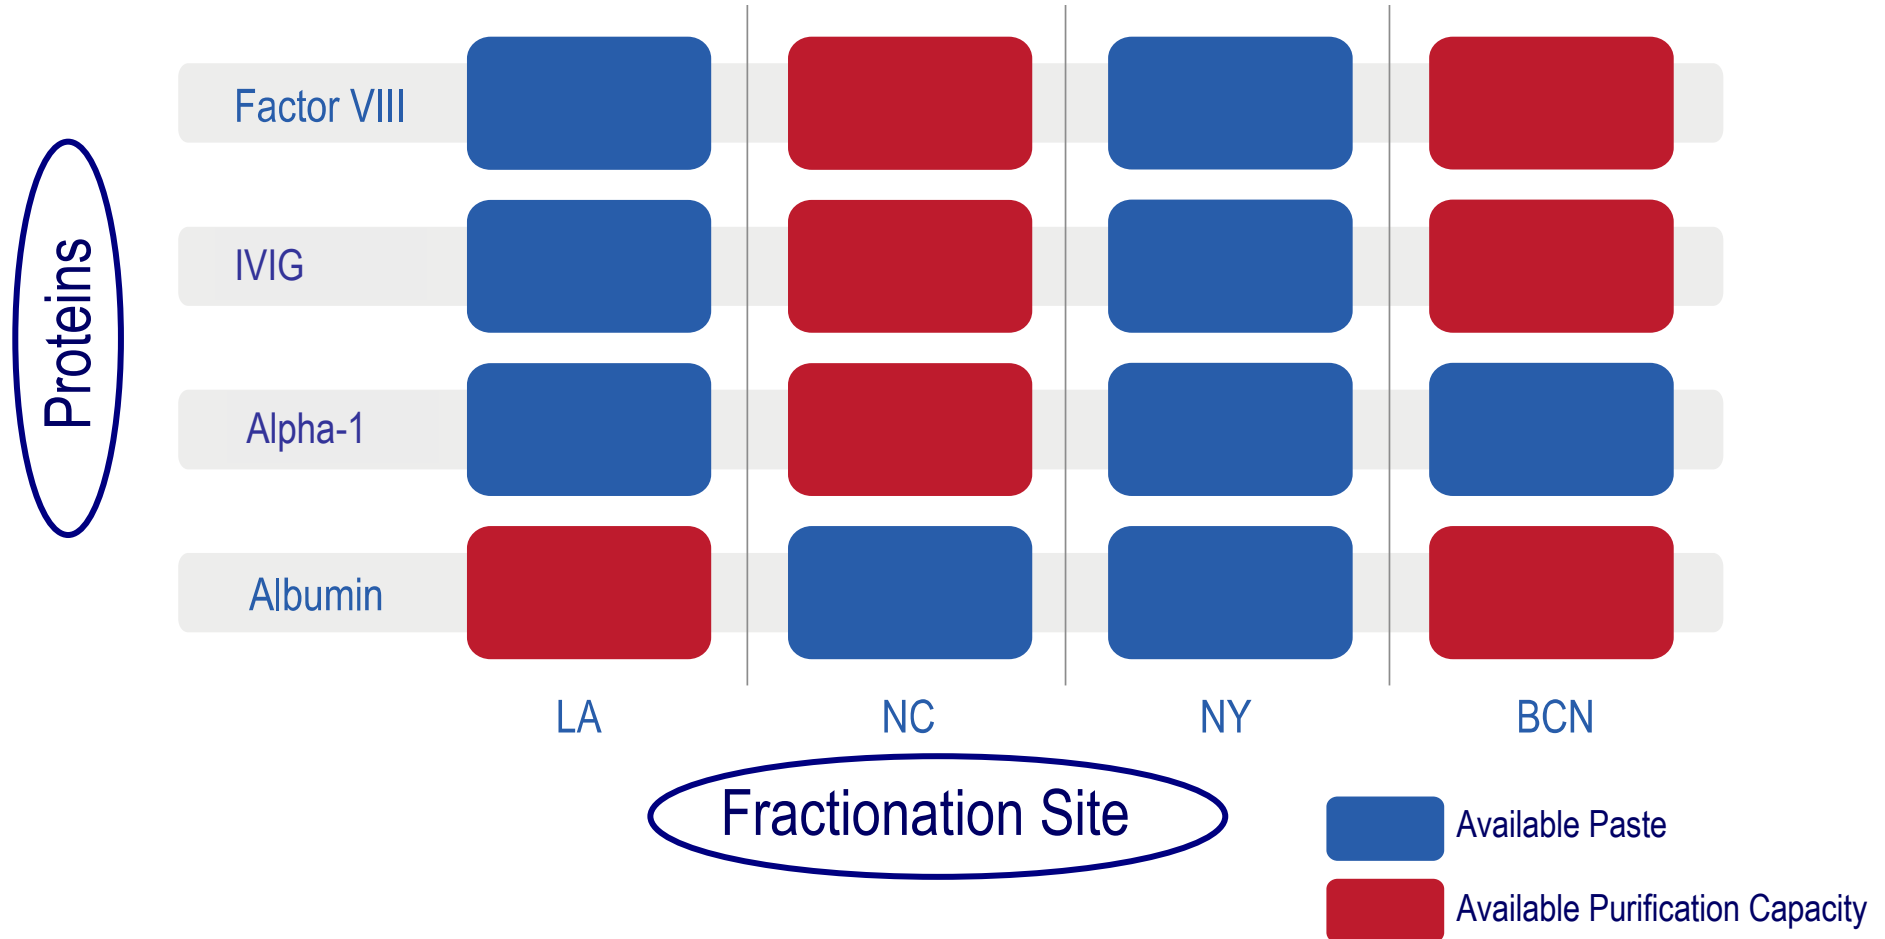 Factor VIII
IVIG
Alpha-1
Albumin
Proteins
LA
NC
NY
BCN
Fractionation Site
Available Paste
Available Purification Capacity